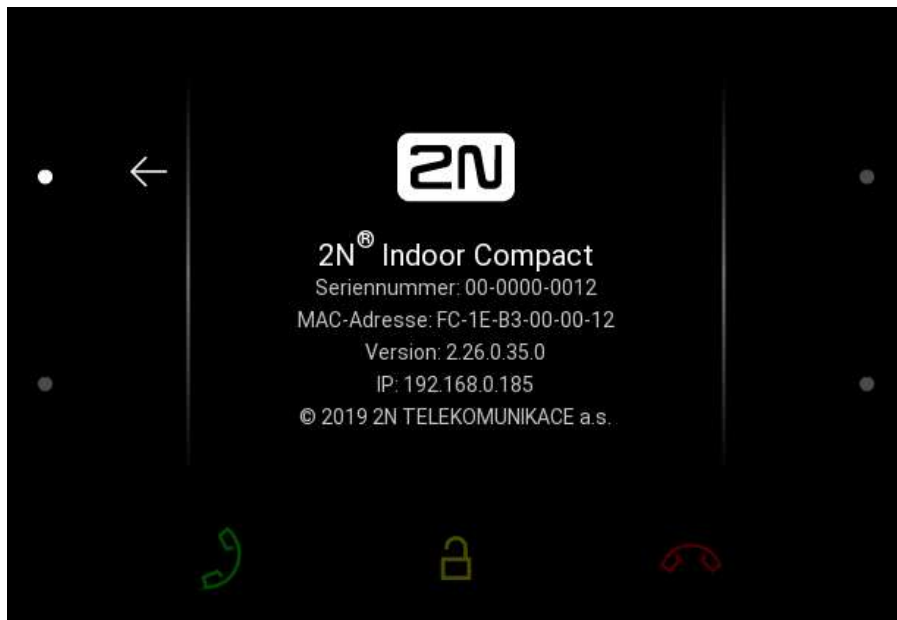 2N
2N® Indoor Compact
Seriennummer: 00-0000-0012
MAC-Adresse: FC-1E-B3-00-00-12
Version: 2.26.0.35.0
IP: 192.168.0.185
© 2019 2N TELEKOMUNIKACE a.s.